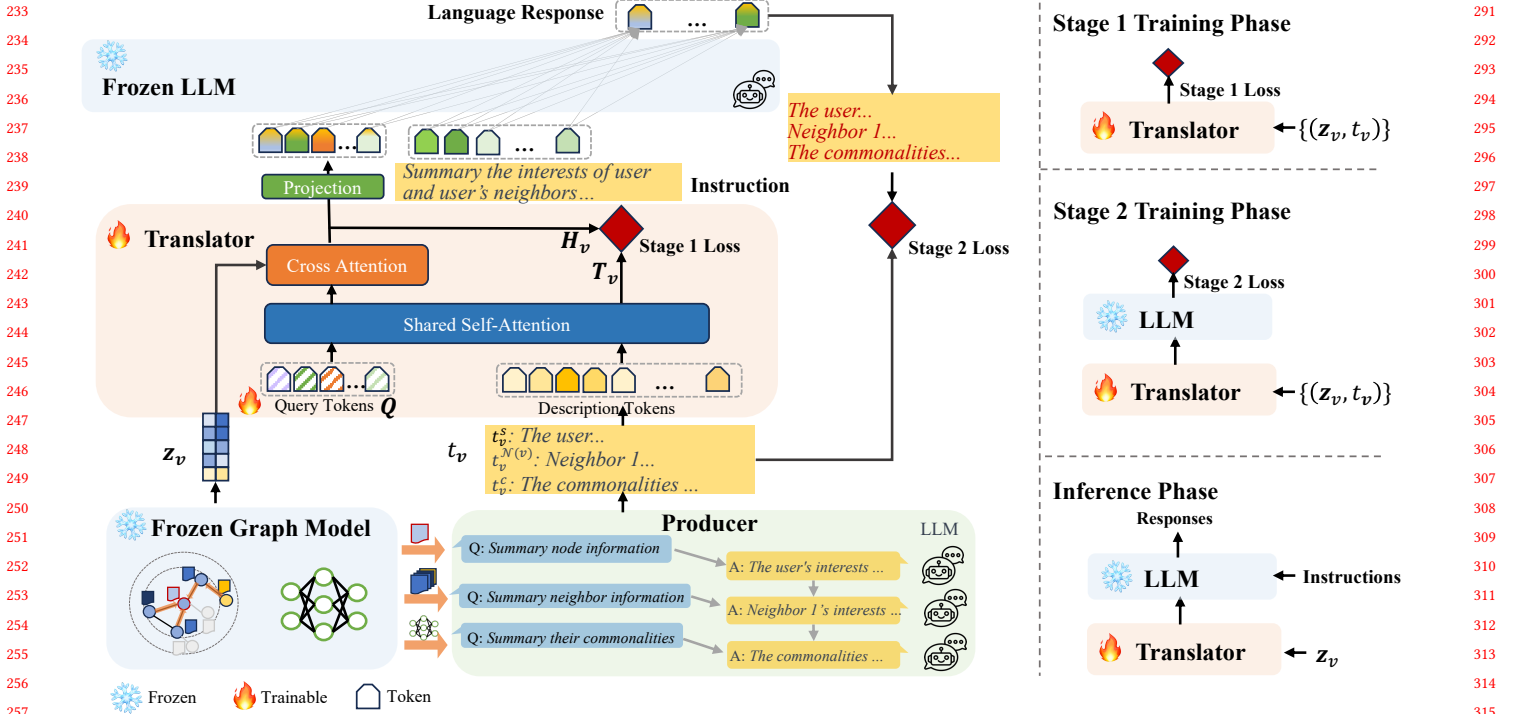 233
234
235
236
237
238
239
240
241
242
243
244
245
246
247
248
249
250
251
252
253
254
255
256
257
Language Response
...
Frozen LLM
...
...
Summary the interests of user
and user's neighbors...
Instruction
Projection
Translator
H_v
Stage 1 Loss
T_v
Cross Attention
Shared Self-Attention
...
...
Query Tokens Q
Description Tokens
z_v
t_v
t_v^s: The user...
t_v^{𝒩(v)}: Neighbor 1...
t_v^c: The commonalities ...
The user...
Neighbor 1...
The commonalities...
Stage 2 Loss
Frozen Graph Model
Producer
LLM
Q: Summary node information
A: The user's interests ...
Q: Summary neighbor information
A: Neighbor 1's interests ...
Q: Summary their commonalities
A: The commonalities ...
Frozen
Trainable
Token
Stage 1 Training Phase
Stage 1 Loss
Translator
{(z_v, t_v)}
Stage 2 Training Phase
Stage 2 Loss
LLM
Translator
{(z_v, t_v)}
Inference Phase
Responses
LLM
Instructions
Translator
z_v
291
292
293
294
295
296
297
298
299
300
301
302
303
304
305
306
307
308
309
310
311
312
313
314
315